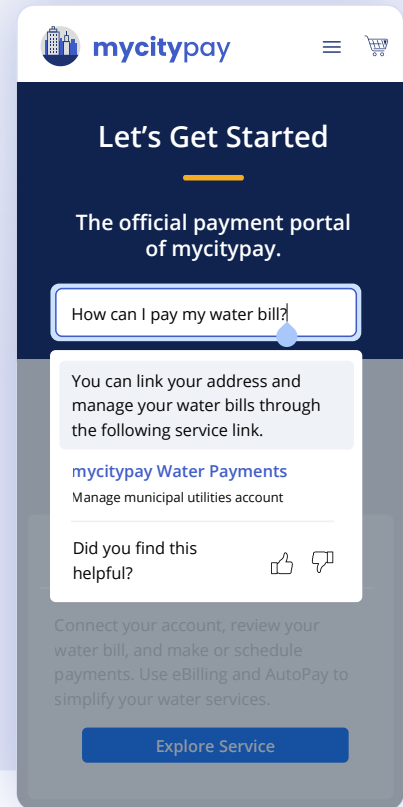 mycitypay
Let’s Get Started
The official payment portal
of mycitypay.
How can I pay my water bill?
You can link your address and
manage your water bills through
the following service link.
mycitypay Water Payments
Manage municipal utilities account
Did you find this
helpful?
Connect your account, review your
water bill, and make or schedule
payments. Use eBilling and AutoPay to
simplify your water services.
Explore Service